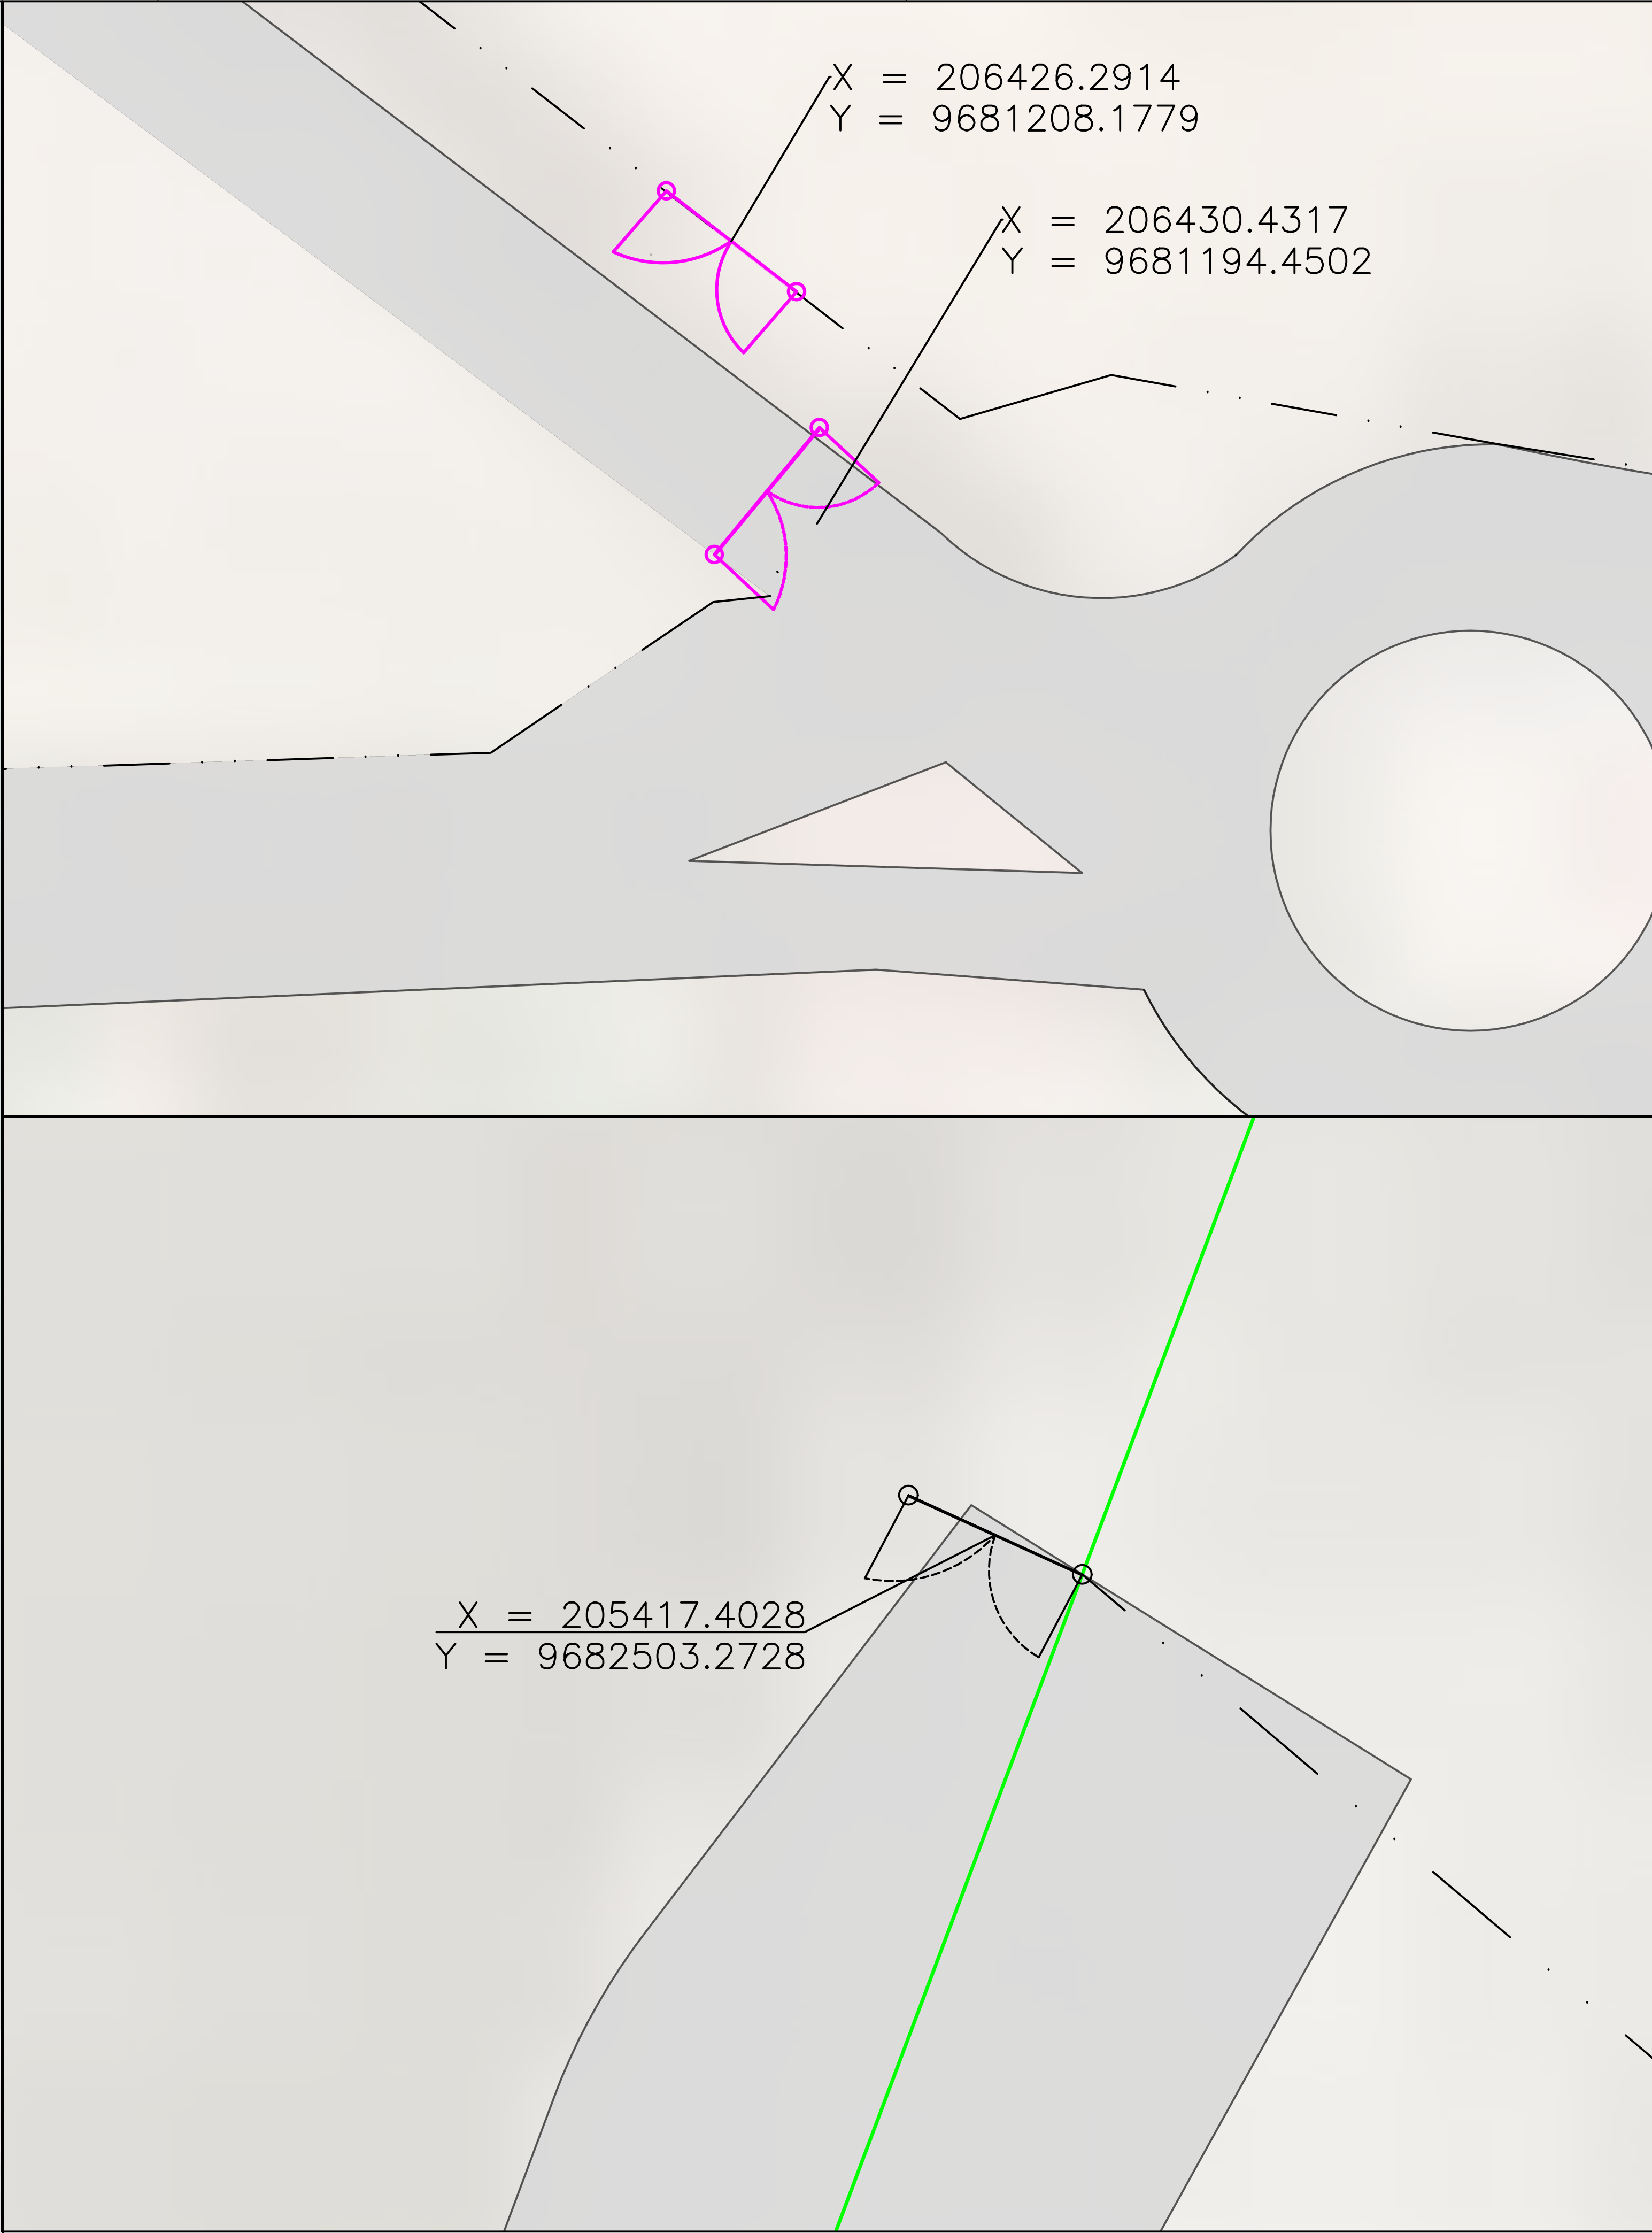 X = 206426.2914
Y = 9681208.1779
X = 206430.4317
Y = 9681194.4502
X = 205417.4028
Y = 9682503.2728